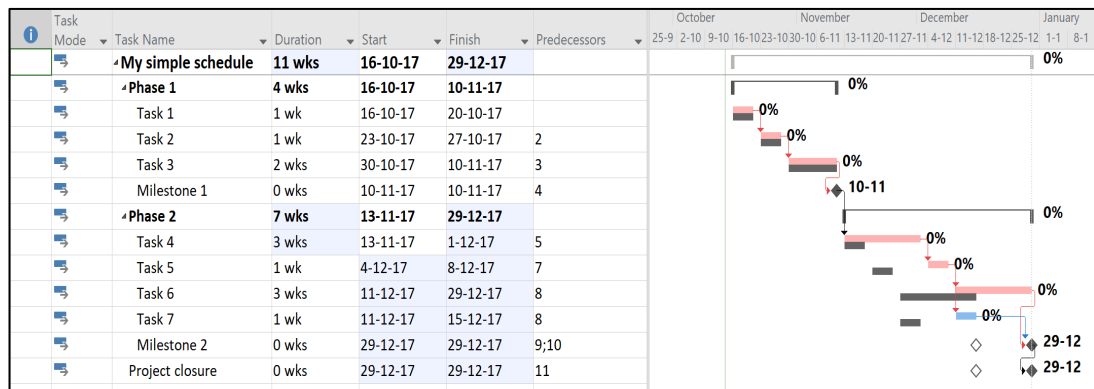 Task Mode Task Name Duration Start Finish Predecessors
October November December January
25-9 2-10 9-10 16-10 23-10 30-10 6-11 13-11 20-11 27-11 4-12 11-12 18-12 25-12 1-1 8-1
My simple schedule 11 wks 16-10-17 29-12-17 0%
Phase 1 4 wks 16-10-17 10-11-17 0%
Task 1 1 wk 16-10-17 20-10-17 0%
Task 2 1 wk 23-10-17 27-10-17 2 0%
Task 3 2 wks 30-10-17 10-11-17 3 0%
Milestone 1 0 wks 10-11-17 10-11-17 4 10-11
Phase 2 7 wks 13-11-17 29-12-17 0%
Task 4 3 wks 13-11-17 1-12-17 5 0%
Task 5 1 wk 4-12-17 8-12-17 7 0%
Task 6 3 wks 11-12-17 29-12-17 8 0%
Task 7 1 wk 11-12-17 15-12-17 8 0%
Milestone 2 0 wks 29-12-17 29-12-17 9;10 29-12
Project closure 0 wks 29-12-17 29-12-17 11 29-12